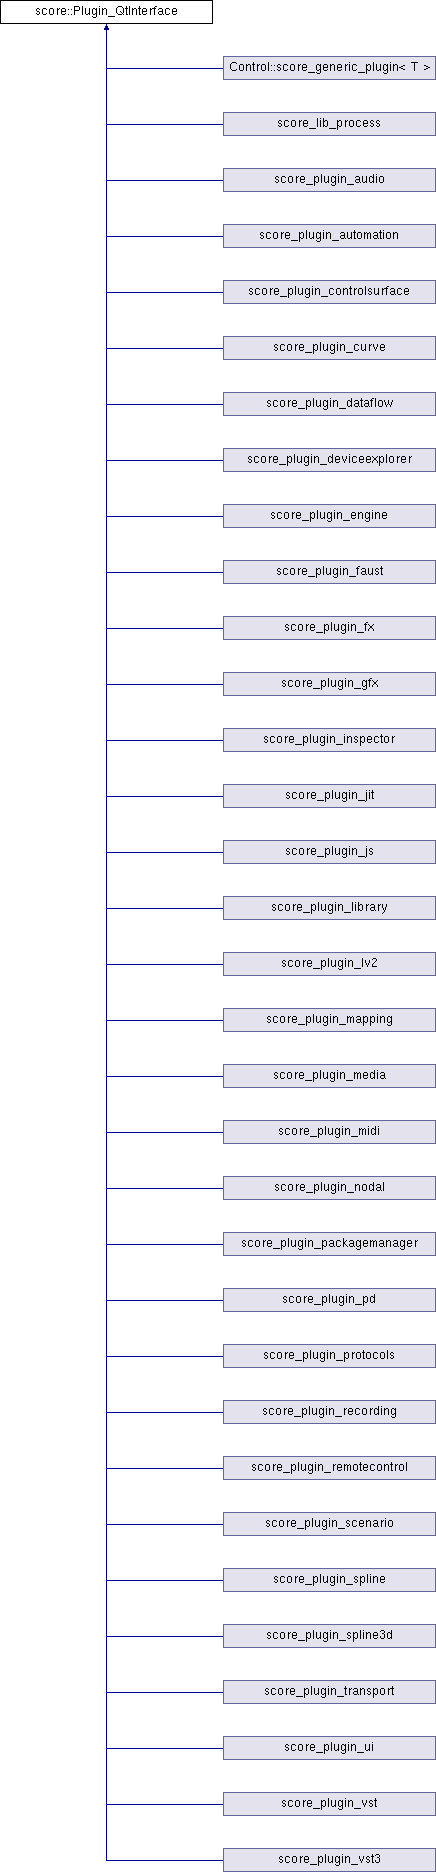 score::Plugin_QtInterface
Control::score_generic_plugin< T >
score_lib_process
score_plugin_audio
score_plugin_automation
score_plugin_controlsurface
score_plugin_curve
score_plugin_dataflow
score_plugin_deviceexplorer
score_plugin_engine
score_plugin_faust
score_plugin_fx
score_plugin_gfx
score_plugin_inspector
score_plugin_jit
score_plugin_js
score_plugin_library
score_plugin_lv2
score_plugin_mapping
score_plugin_media
score_plugin_midi
score_plugin_nodal
score_plugin_packagemanager
score_plugin_pd
score_plugin_protocols
score_plugin_recording
score_plugin_remotecontrol
score_plugin_scenario
score_plugin_spline
score_plugin_spline3d
score_plugin_transport
score_plugin_ui
score_plugin_vst
score_plugin_vst3